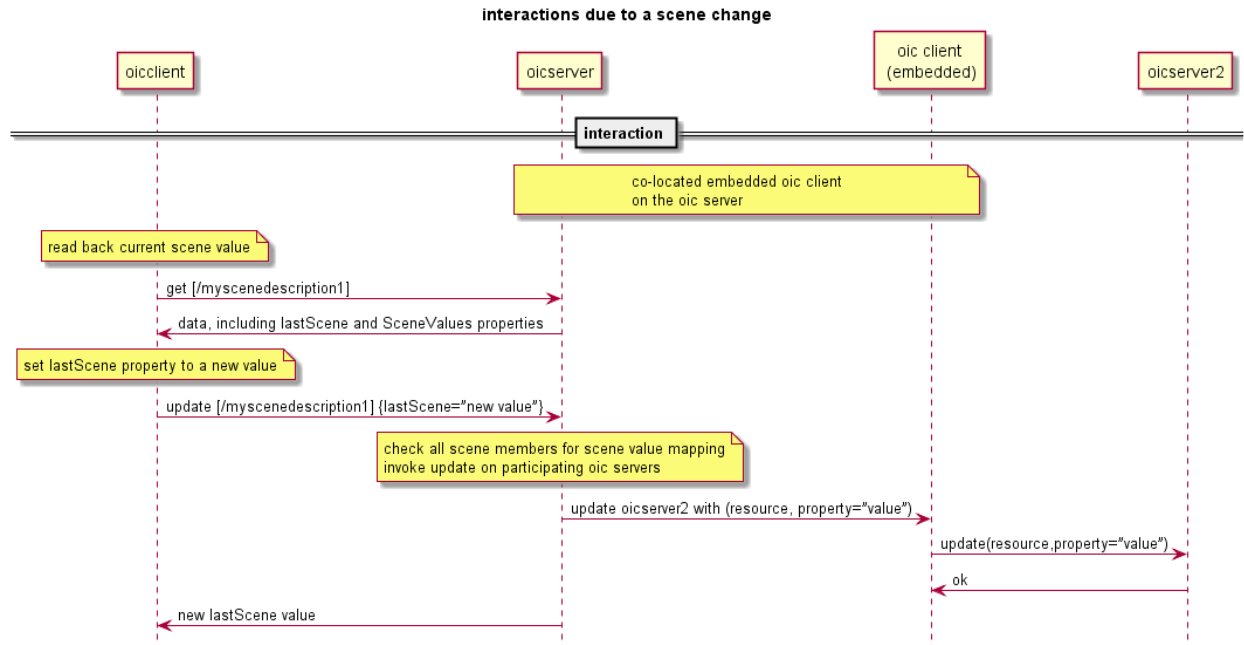 interactions due to a scene change
oicclient
oicserver
oic client
(embedded)
oicserver2
interaction
co-located embedded oic client
on the oic server
read back current scene value
get [/myscenedescription1]
data, including lastScene and SceneValues properties
set lastScene property to a new value
update [/myscenedescription1] {lastScene="new value"}
check all scene members for scene value mapping
invoke update on participating oic servers
update oicserver2 with (resource, property="value")
update(resource,property="value")
ok
new lastScene value